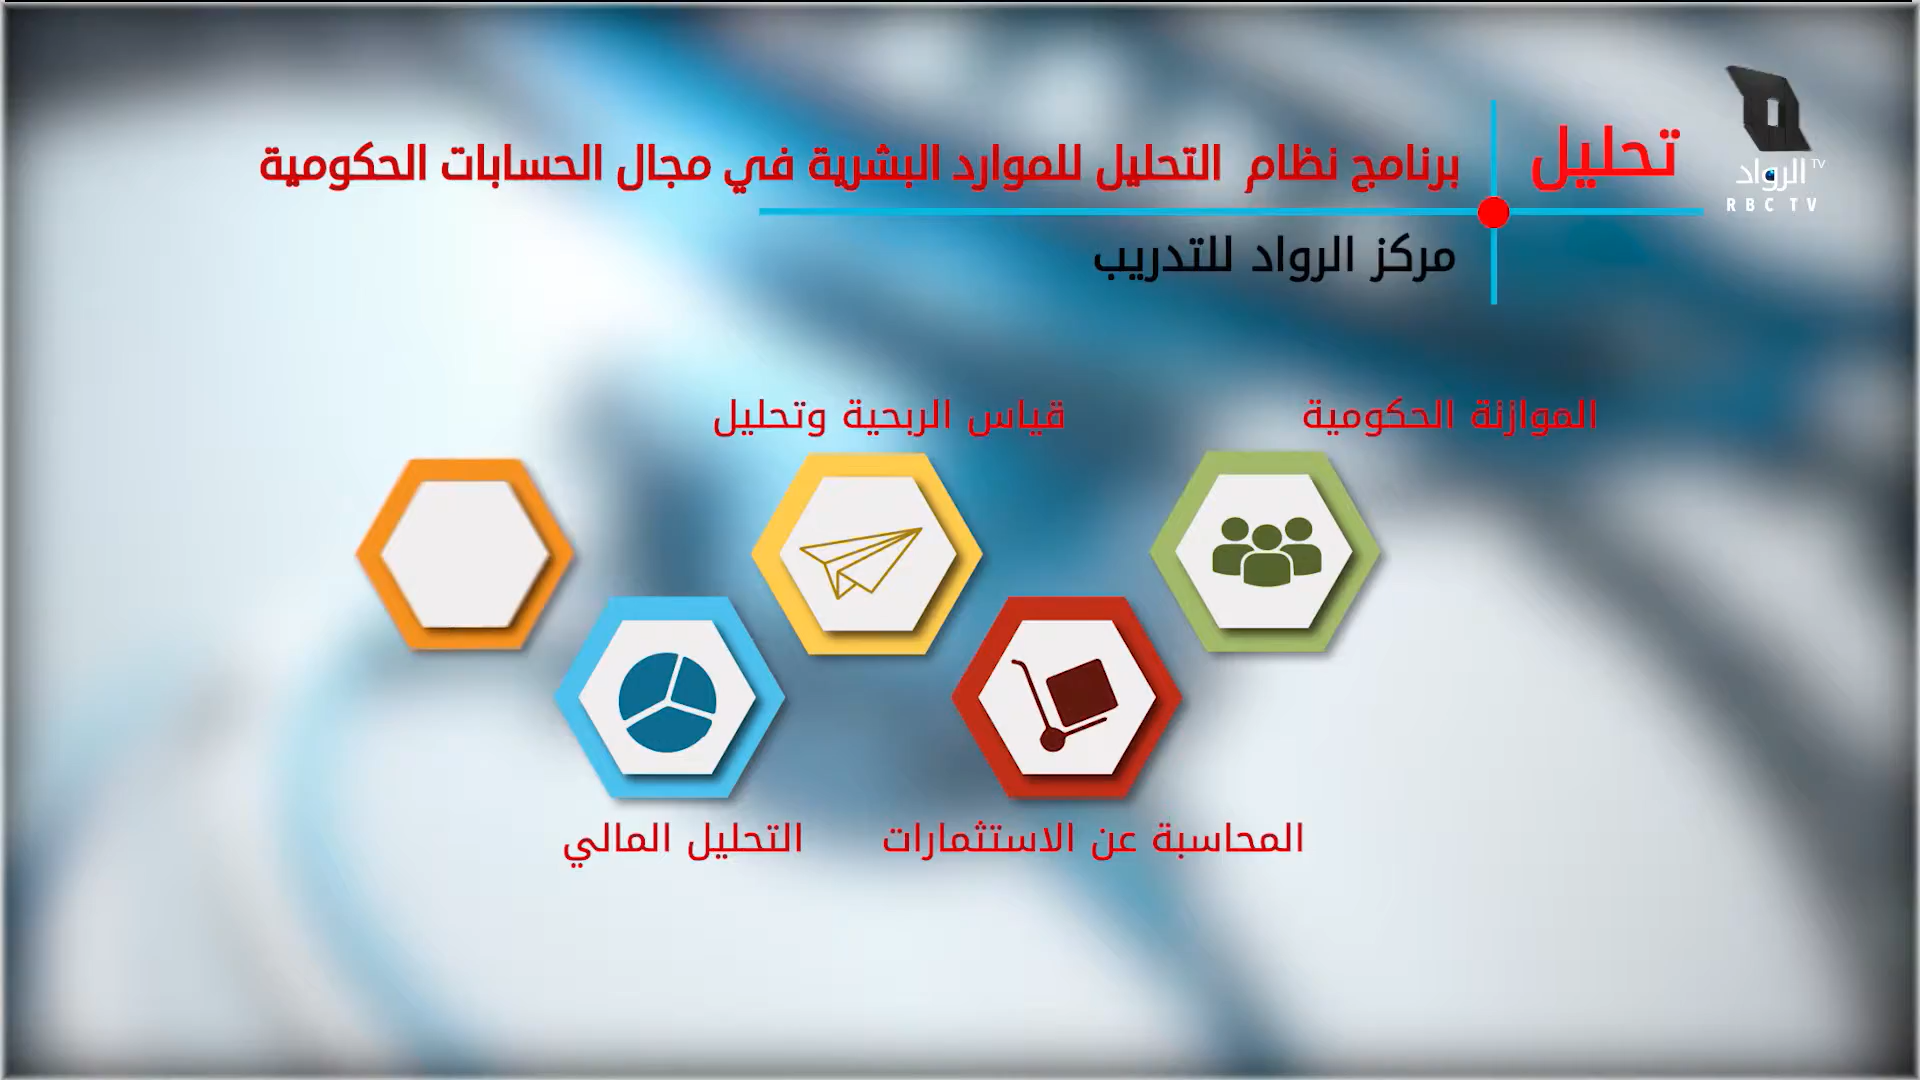 تحليل
برنامج نظام التحليل للموارد البشرية في مجال الحسابات الحكومية
مركز الرواد للتدريب
الرواد TV
RBC TV
الموازنة الحكومية
قياس الربحية وتحليل
المحاسبة عن الاستثمارات
التحليل المالي